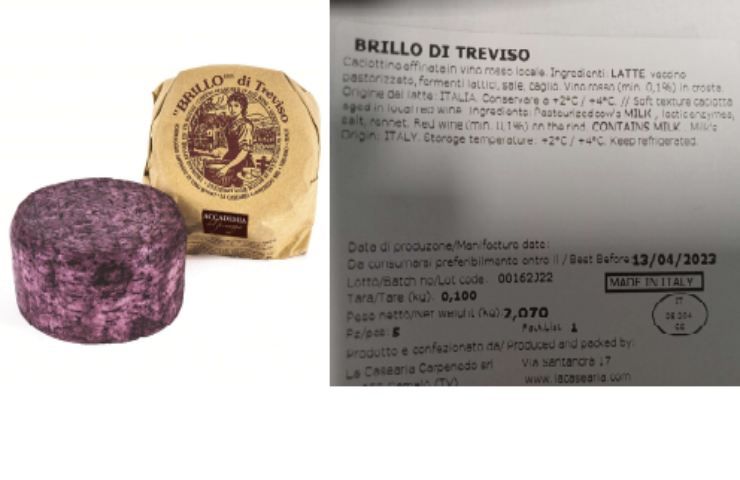 "BRILLO" di Treviso
ACCADEMIA
BRILLO DI TREVISO
Caciottina affinata in vino rosso locale. Ingredienti: LATTE vaccino
pastorizzato, fermenti lattici, sale, caglio. Vino rosso (min. 0,1%) in crosta.
Origine del latte: ITALIA. Conservare a +2°C / +4°C. // Soft texture caciotta
aged in local red wine. Ingredients: Pasteurized cow's MILK, lactic enzymes,
salt, rennet. Red wine (min. 0,1%) on the rind. CONTAINS MILK. Milk's
Origin: ITALY. Storage temperature: +2°C / +4°C. Keep refrigerated.
Data di produzone/Manifacture date:
Da cunsumarsi preferibilmente entro il / Best Before 13/04/2023
Lotto/Batch no/Lot code: 00162J22
MADE IN ITALY
Tara/Tare (kg): 0,100
IT
Peso netto/Net weight (kg): 2,070
CE
Pz/pcs: 5
Pack List: 1
Prodotto e confezionato da/ Produced and packed by:
La Casearia Carpenedo srl Via Santandrà 17
(TV) www.lacasearia.com